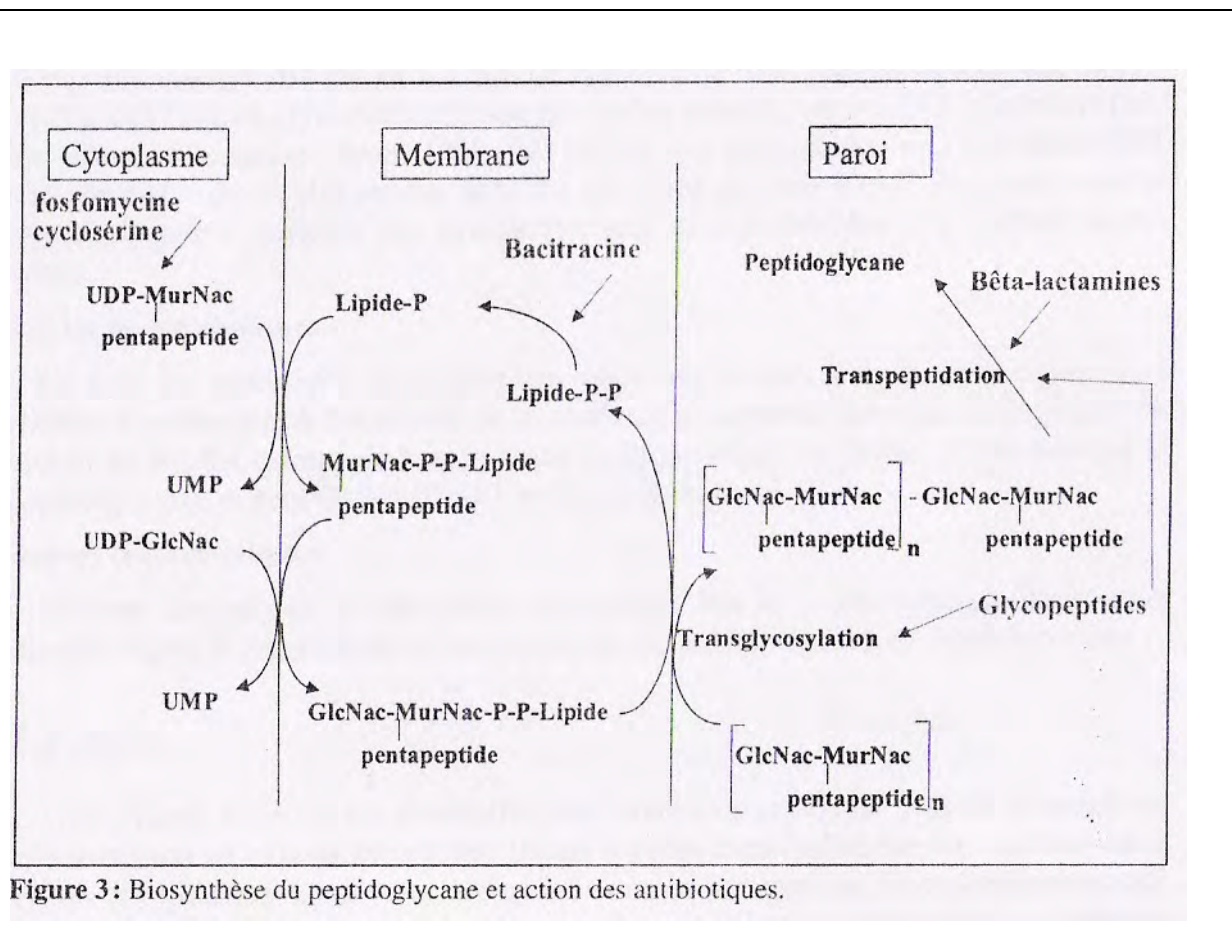 Cytoplasme
Membrane
Paroi
fosfomycine
cyclosérine
Bacitracine
Peptidoglycane
Bêta-lactamines
UDP-MurNac
pentapeptide
Lipide-P
Lipide-P-P
Transpeptidation
UMP
MurNac-P-P-Lipide
pentapeptide
GlcNac-MurNac - GlcNac-MurNac
pentapeptide n pentapeptide
UDP-GlcNac
Glycopeptides
Transglycosylation
UMP
GlcNac-MurNac-P-P-Lipide
pentapeptide
GlcNac-MurNac
pentapeptide n
Figure 3: Biosynthèse du peptidoglycane et action des antibiotiques.